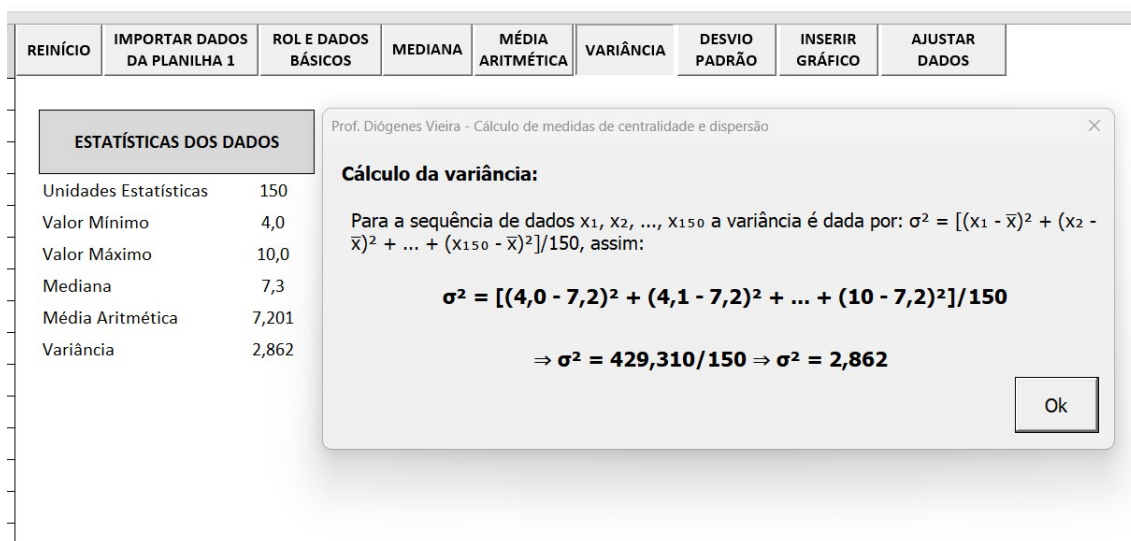 REINÍCIO
IMPORTAR DADOS
DA PLANILHA 1
ROL E DADOS
BÁSICOS
MEDIANA
MÉDIA
ARITMÉTICA
VARIÂNCIA
DESVIO
PADRÃO
INSERIR
GRÁFICO
AJUSTAR
DADOS
ESTATÍSTICAS DOS DADOS
Unidades Estatísticas 150
Valor Mínimo 4,0
Valor Máximo 10,0
Mediana 7,3
Média Aritmética 7,201
Variância 2,862
Prof. Diógenes Vieira - Cálculo de medidas de centralidade e dispersão
Cálculo da variância:
Para a sequência de dados x₁, x₂, ..., x₁₅₀ a variância é dada por: σ² = [(x₁ - x̅)² + (x₂ -
x̅)² + ... + (x₁₅₀ - x̅)²]/150, assim:
σ² = [(4,0 - 7,2)² + (4,1 - 7,2)² + ... + (10 - 7,2)²]/150
⇒ σ² = 429,310/150 ⇒ σ² = 2,862
Ok